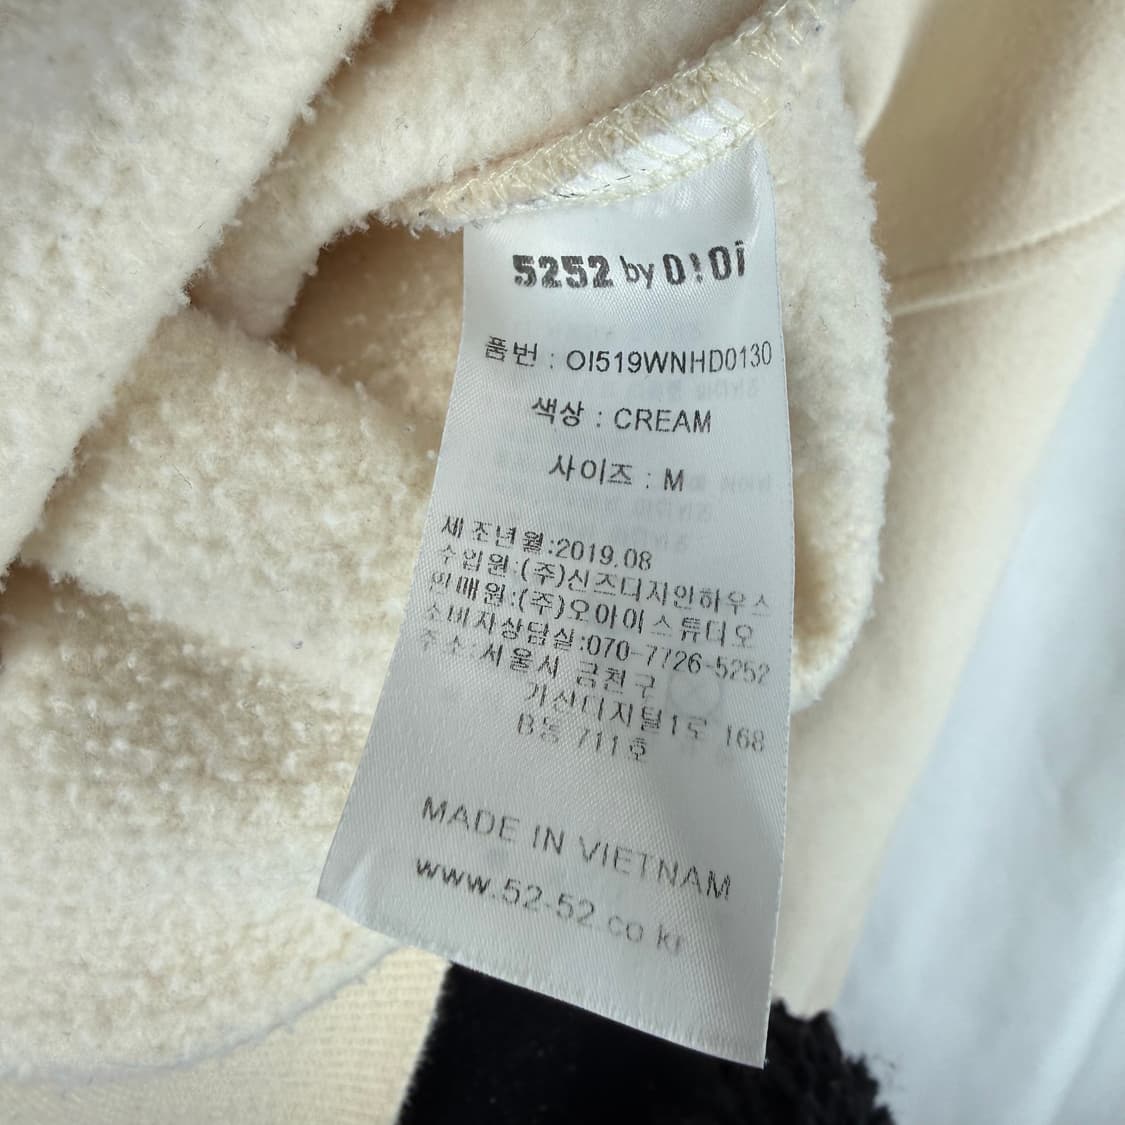 5252 by O!Oi
품번 : OI519WNHD0130
색상 : CREAM
사이즈 : M
제조년월:2019.08
수입원:(주)신즈디자인하우스
판매원:(주)오아이스튜디오
소비자상담실:070-7726-5252
주소:서울시 금천구
가산디지털1로 168
B동 711호
MADE IN VIETNAM
www.52-52.co kr